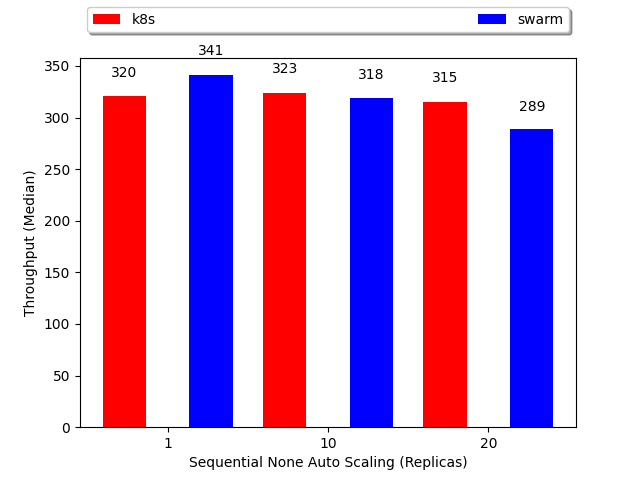 k8s swarm
341
320 323 318 315 289
350
300
250
200
150
100
50
0
Throughput (Median)
1 10 20
Sequential None Auto Scaling (Replicas)